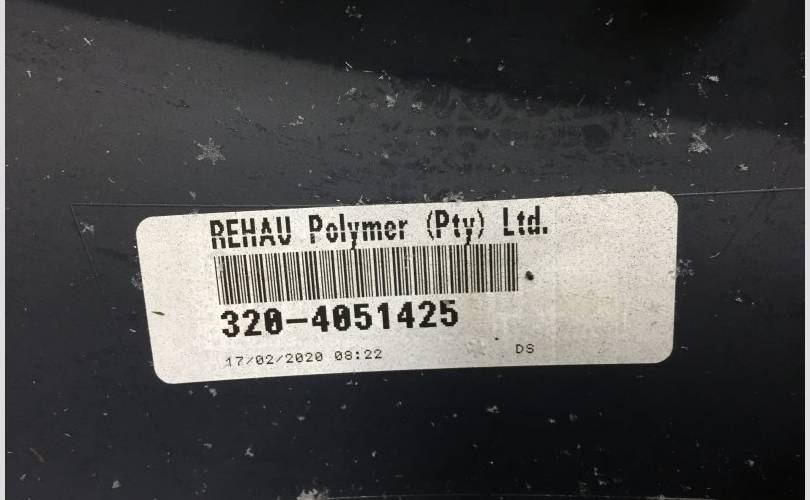 REHAU Polymer (Pty) Ltd.
320-4051425
17/02/2020 08:22 DS